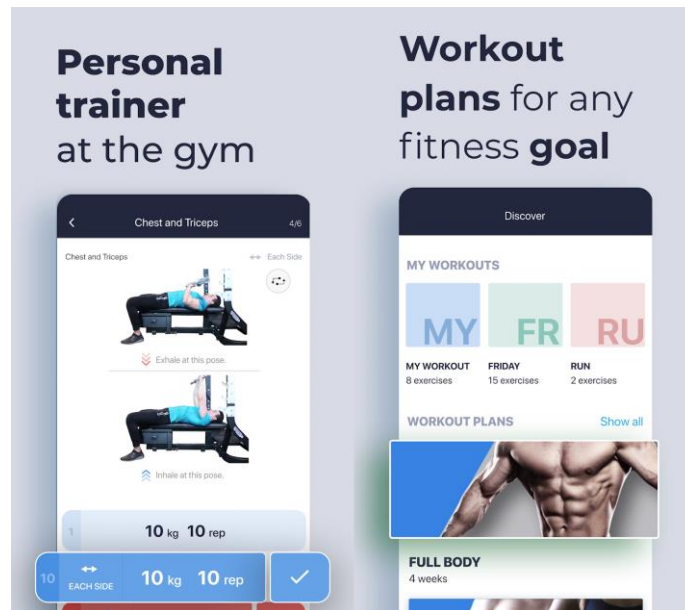 Personal
trainer
at the gym
Chest and Triceps
4/6
Chest and Triceps
Each Side
Exhale at this pose.
Inhale at this pose.
1
10 kg 10 rep
10
EACH SIDE
10 kg 10 rep
Workout
plans for any
fitness goal
Discover
MY WORKOUTS
MY
FR
RU
MY WORKOUT
8 exercises
FRIDAY
15 exercises
RUN
2 exercises
WORKOUT PLANS
Show all
FULL BODY
4 weeks